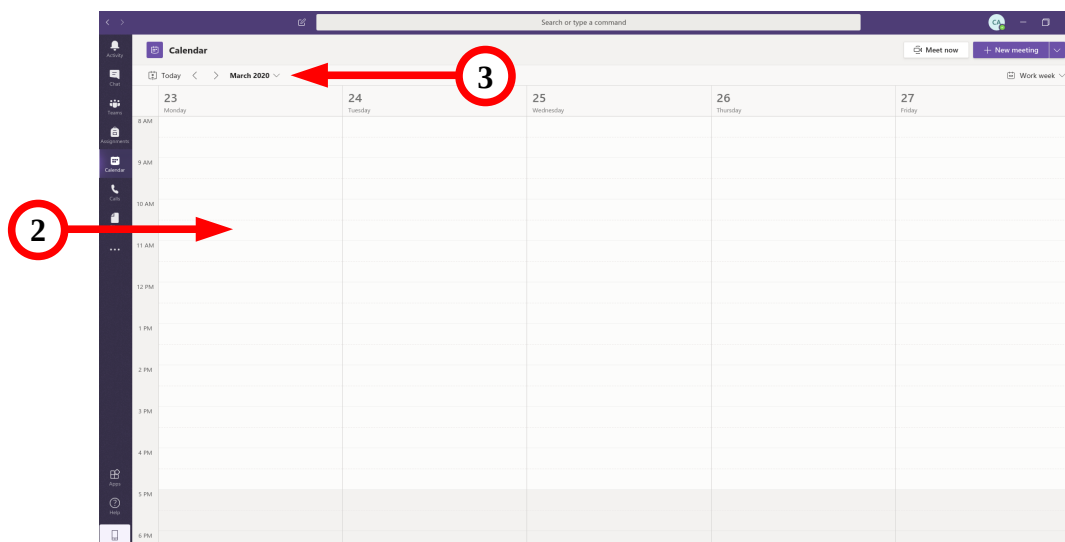 Search or type a command
CA
Activity
Calendar
Meet now
+ New meeting
Chat
Today
March 2020
3
Work week
Teams
23
24
25
26
27
Monday
Tuesday
Wednesday
Thursday
Friday
8 AM
Assignments
9 AM
Calendar
Calls
10 AM
2
11 AM
12 PM
1 PM
2 PM
3 PM
4 PM
Apps
5 PM
Help
6 PM